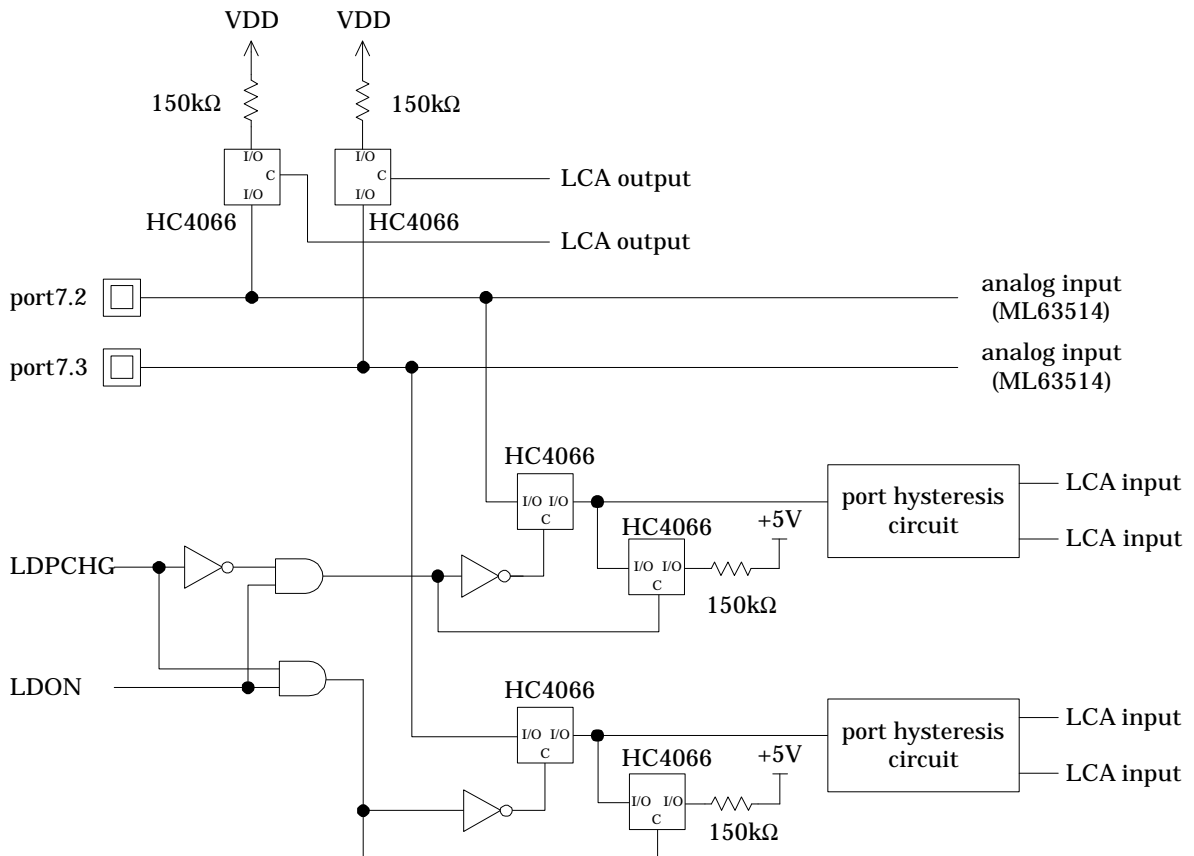 VDD VDD
150kΩ 150kΩ
I/O I/O
C C
I/O I/O
LCA output
HC4066 HC4066
LCA output
port7.2
analog input
(ML63514)
port7.3
analog input
(ML63514)
HC4066
I/O I/O
C
port hysteresis
circuit
LCA input
LCA input
HC4066
+5V
I/O I/O
C
150kΩ
LDPCHG
LDON
HC4066
I/O I/O
C
port hysteresis
circuit
LCA input
LCA input
HC4066
+5V
I/O I/O
C
150kΩ